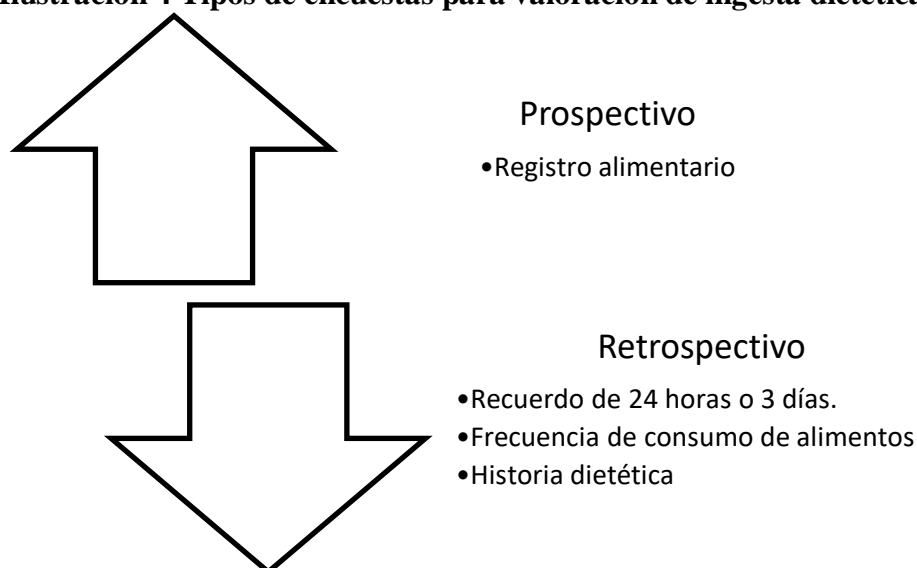 Ilustración 4 Tipos de encuestas para valoración de ingesta dietética
Prospectivo
•Registro alimentario
Retrospectivo
•Recuerdo de 24 horas o 3 días.
•Frecuencia de consumo de alimentos
•Historia dietética